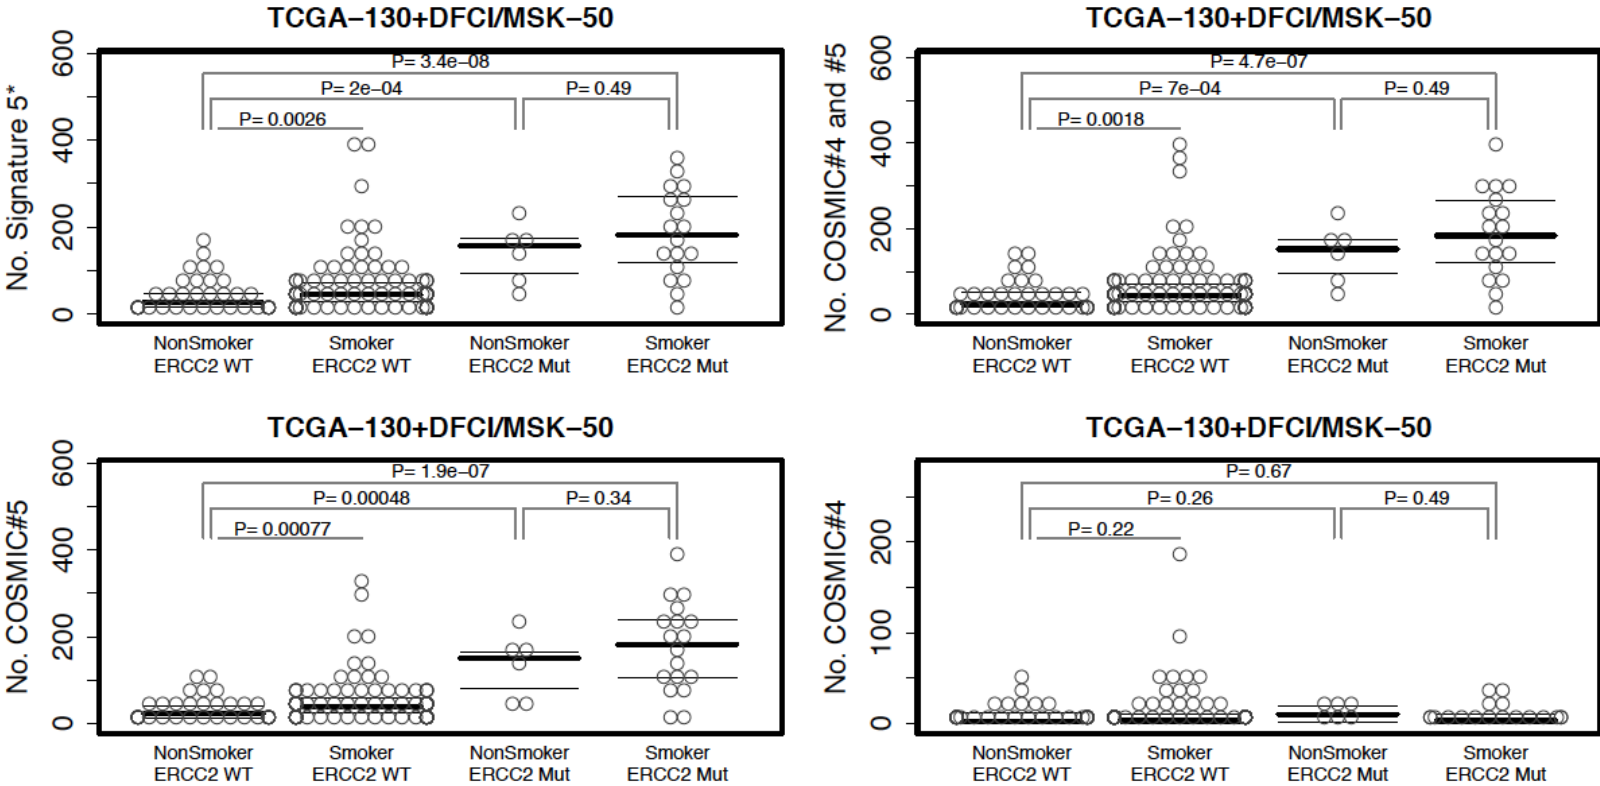 TCGA–130+DFCI/MSK–50
No. Signature 5*
600
400
200
0
P= 3.4e–08
P= 2e–04
P= 0.49
P= 0.0026
NonSmoker
ERCC2 WT
Smoker
ERCC2 WT
NonSmoker
ERCC2 Mut
Smoker
ERCC2 Mut
TCGA–130+DFCI/MSK–50
No. COSMIC#4 and #5
600
400
200
0
P= 4.7e–07
P= 7e–04
P= 0.49
P= 0.0018
NonSmoker
ERCC2 WT
Smoker
ERCC2 WT
NonSmoker
ERCC2 Mut
Smoker
ERCC2 Mut
TCGA–130+DFCI/MSK–50
No. COSMIC#5
600
400
200
0
P= 1.9e–07
P= 0.00048
P= 0.34
P= 0.00077
NonSmoker
ERCC2 WT
Smoker
ERCC2 WT
NonSmoker
ERCC2 Mut
Smoker
ERCC2 Mut
TCGA–130+DFCI/MSK–50
No. COSMIC#4
200
100
0
P= 0.67
P= 0.26
P= 0.49
P= 0.22
NonSmoker
ERCC2 WT
Smoker
ERCC2 WT
NonSmoker
ERCC2 Mut
Smoker
ERCC2 Mut